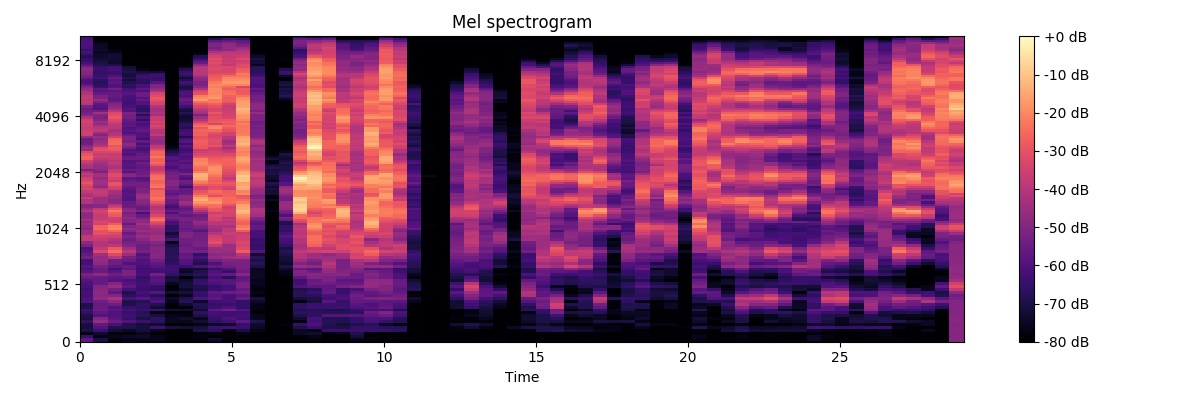 Mel spectrogram
Hz
8192
4096
2048
1024
512
0
0 5 10 15 20 25
Time
+0 dB
-10 dB
-20 dB
-30 dB
-40 dB
-50 dB
-60 dB
-70 dB
-80 dB